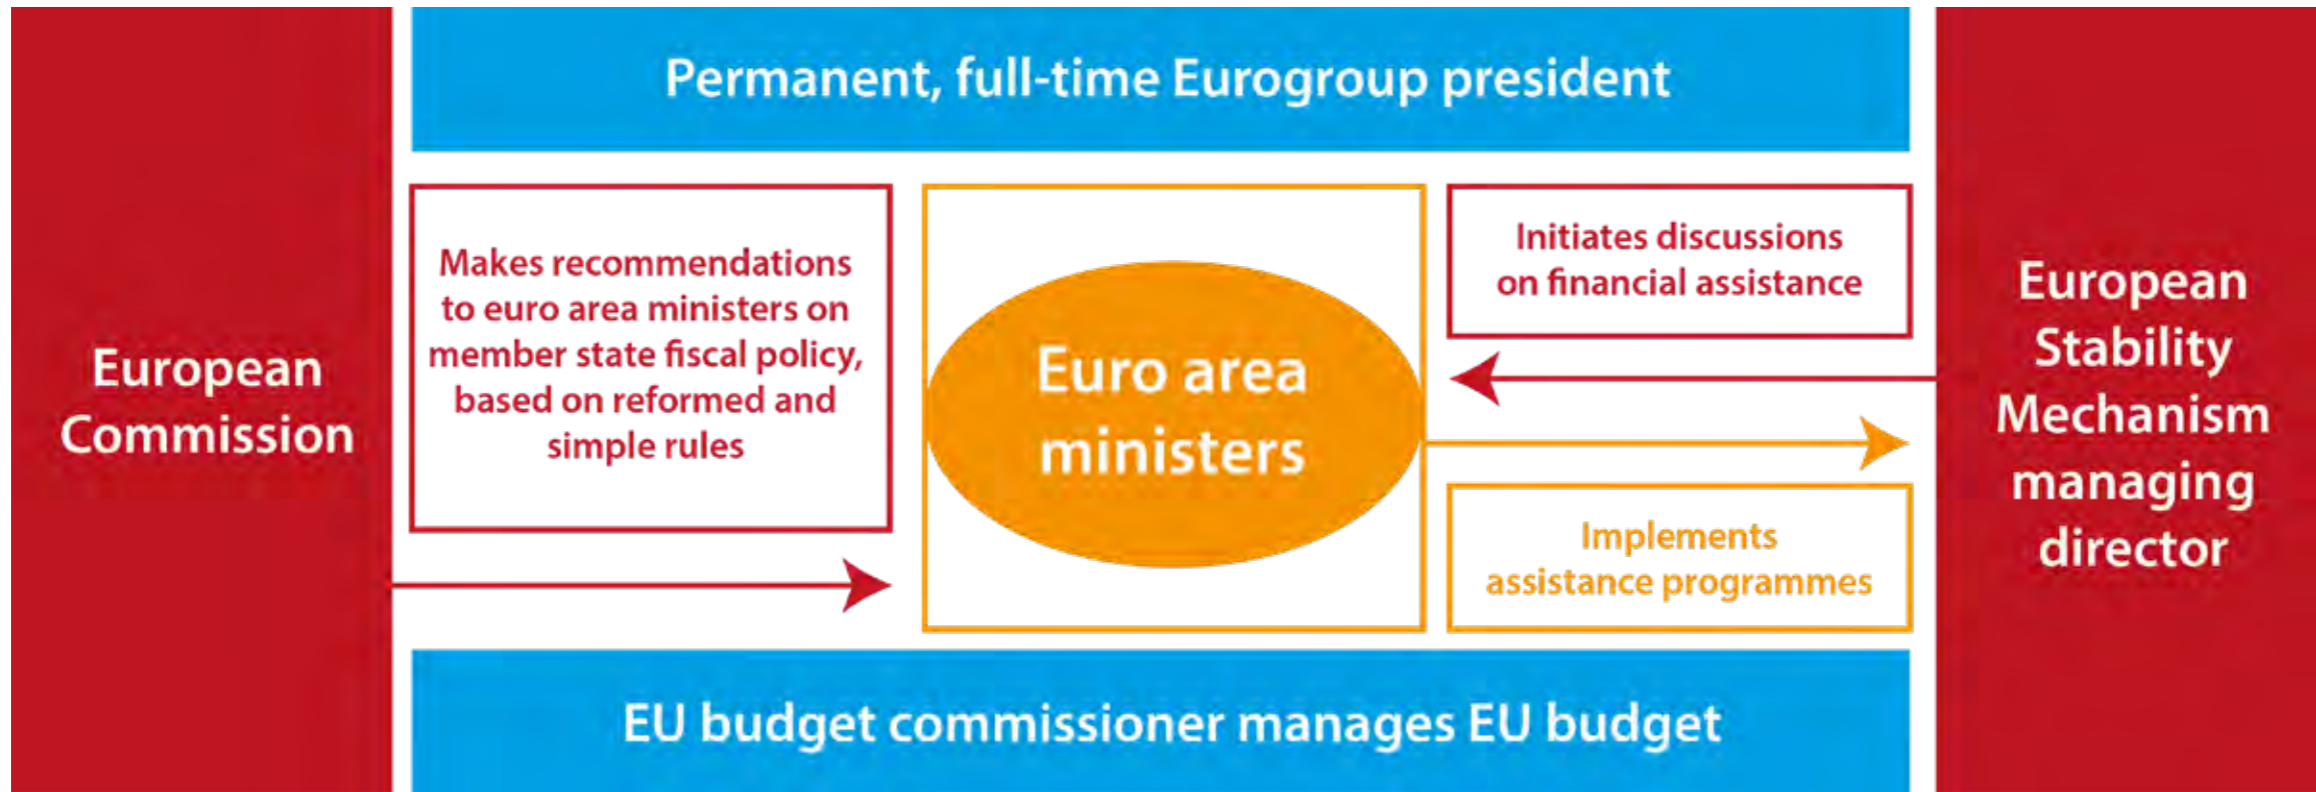 Permanent, full-time Eurogroup president
European
Commission
Makes recommendations
to euro area ministers on
member state fiscal policy,
based on reformed and
simple rules
Euro area
ministers
Initiates discussions
on financial assistance
Implements
assistance programmes
European
Stability
Mechanism
managing
director
EU budget commissioner manages EU budget